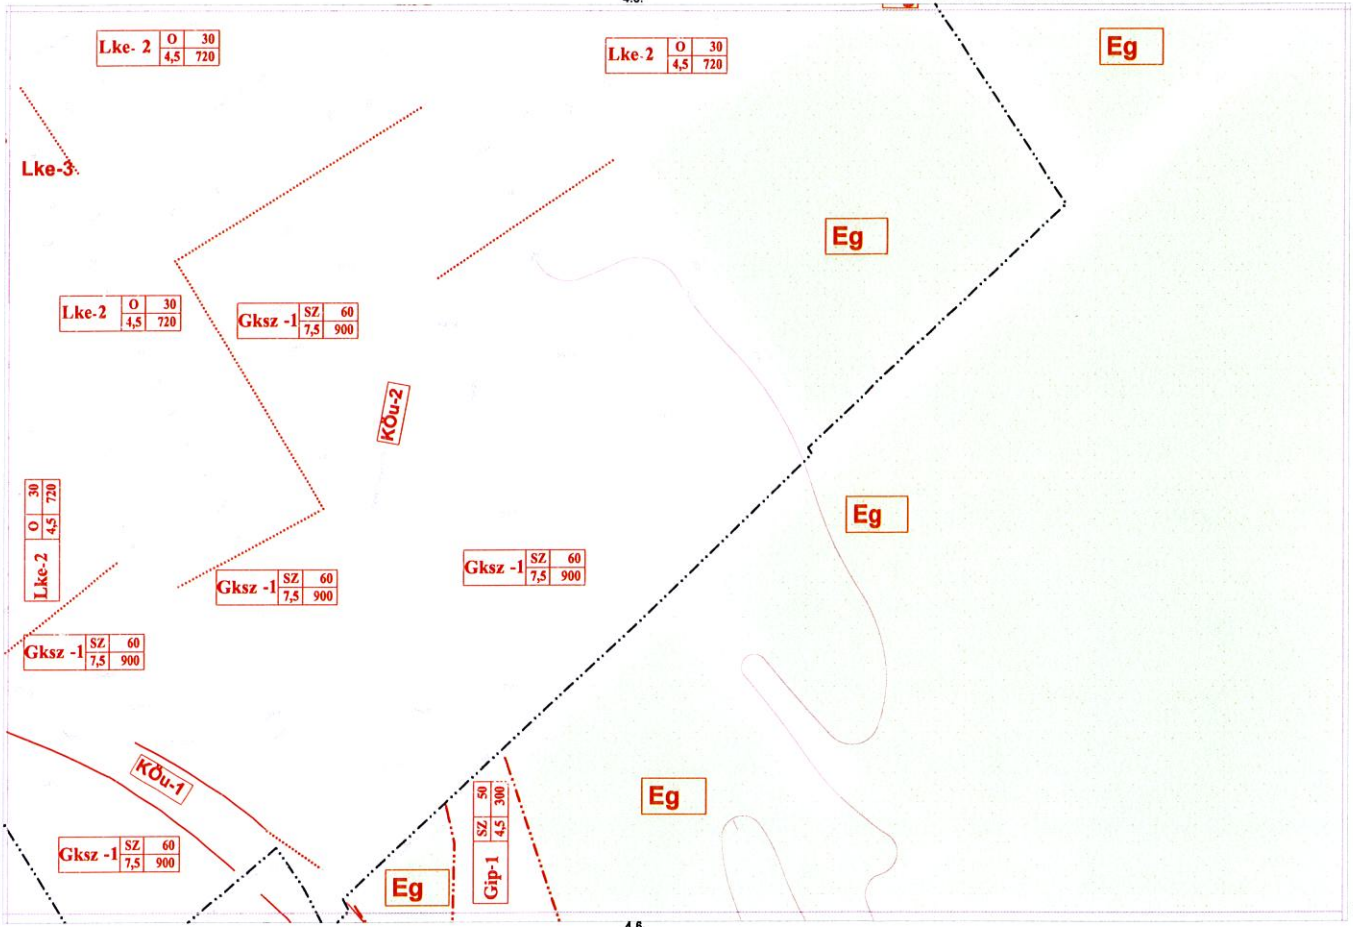 Lke- 2 O 30
4,5 720
Lke-2 O 30
4,5 720
Eg
Lke-3
Eg
Lke-2 O 30
4,5 720
Gksz -1 SZ 60
7,5 900
KÖu-2
Eg
Lke-2 O 30
4,5 720
Gksz -1 SZ 60
7,5 900
Gksz -1 SZ 60
7,5 900
Gksz -1 SZ 60
7,5 900
KÖu-1
Eg
Gip-1 SZ 50
4,5 300
Gksz -1 SZ 60
7,5 900
Eg